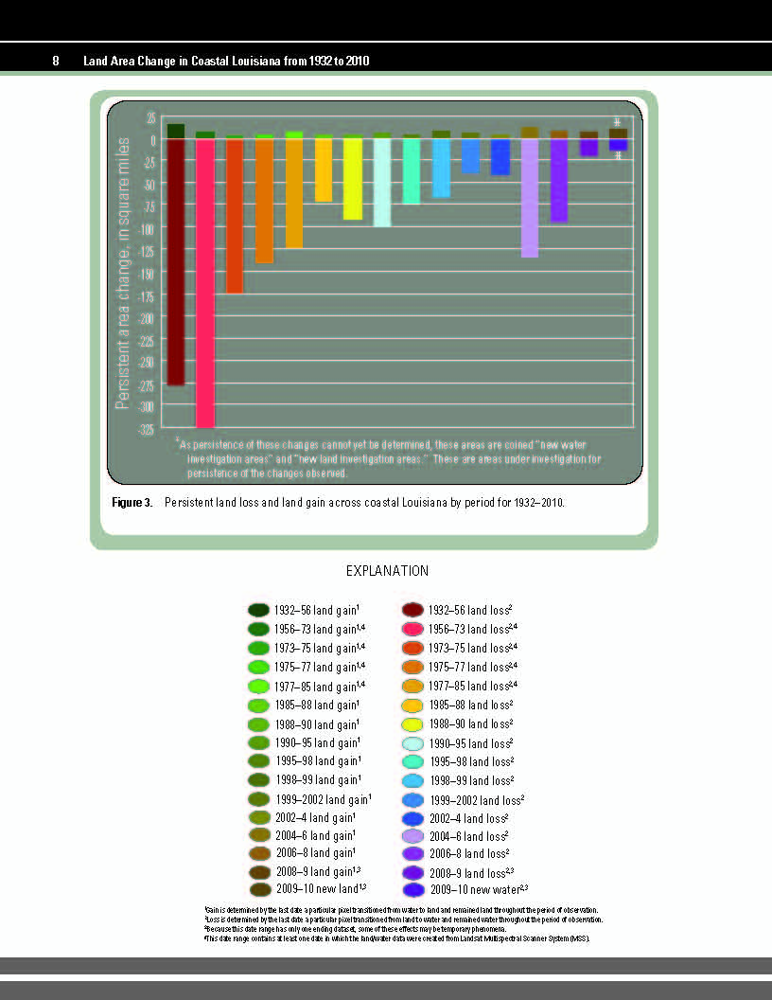 8 Land Area Change in Coastal Louisiana from 1932 to 2010
Persistent area change, in square miles
25
0
-25
-50
-75
-100
-125
-150
-175
-200
-225
-250
-275
-300
-325
#
#
As persistence of these changes cannot yet be determined, these areas are coined “new water
investigation areas” and “new land investigation areas.” These are areas under investigation for
persistence of the changes observed.
Figure 3. Persistent land loss and land gain across coastal Louisiana by period for 1932–2010.
EXPLANATION
1932–56 land gain¹
1956–73 land gain¹,⁴
1973–75 land gain¹,⁴
1975–77 land gain¹,⁴
1977–85 land gain¹,⁴
1985–88 land gain¹
1988–90 land gain¹
1990–95 land gain¹
1995–98 land gain¹
1998–99 land gain¹
1999–2002 land gain¹
2002–4 land gain¹
2004–6 land gain¹
2006–8 land gain¹
2008–9 land gain¹,³
2009–10 new land¹,³
1932–56 land loss²
1956–73 land loss²,⁴
1973–75 land loss²,⁴
1975–77 land loss²,⁴
1977–85 land loss²,⁴
1985–88 land loss²
1988–90 land loss²
1990–95 land loss²
1995–98 land loss²
1998–99 land loss²
1999–2002 land loss²
2002–4 land loss²
2004–6 land loss²
2006–8 land loss²
2008–9 land loss²,³
2009–10 new water²,³
¹Gain is determined by the last date a particular pixel transitioned from water to land and remained land throughout the period of observation.
²Loss is determined by the last date a particular pixel transitioned from land to water and remained water throughout the period of observation.
³Because this date range has only one ending dataset, some of these effects may be temporary phenomena.
⁴This date range contains at least one date in which the land/water data were created from Landsat Multispectral Scanner System (MSS).